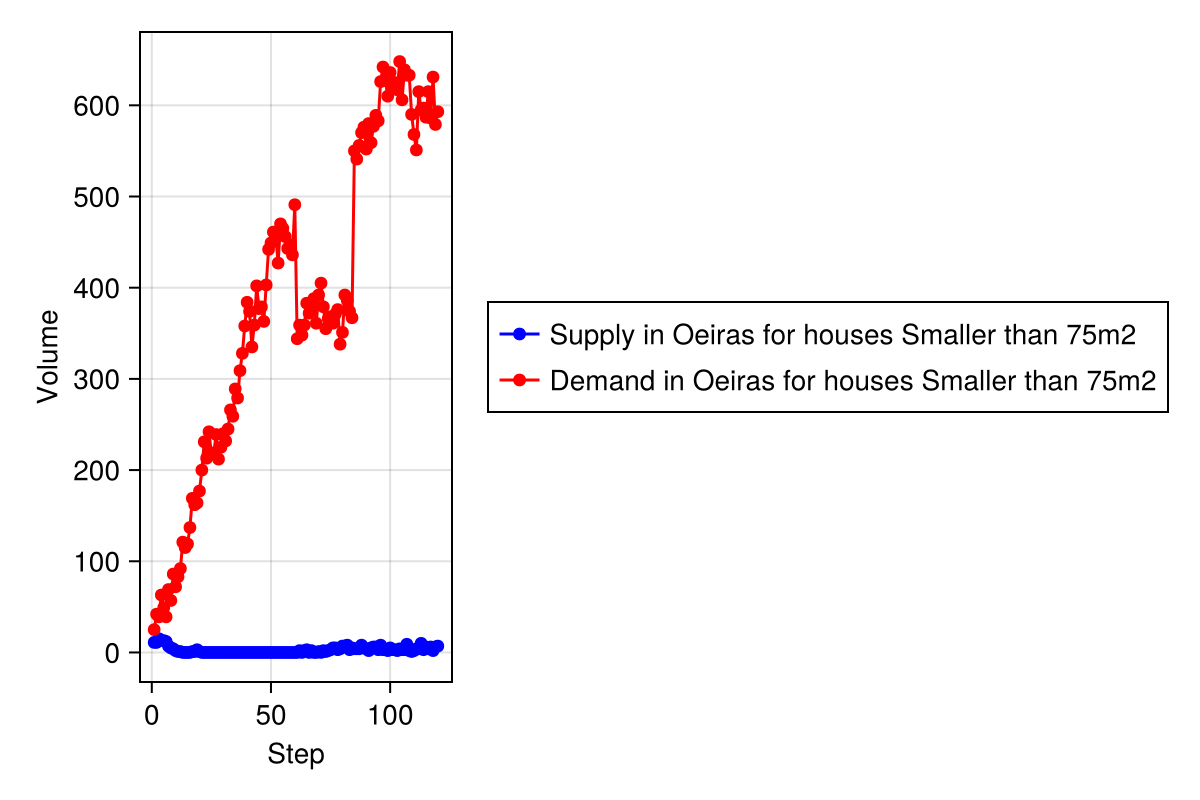 600
500
400
300
200
100
0
Volume
0 50 100
Step
Supply in Oeiras for houses Smaller than 75m2
Demand in Oeiras for houses Smaller than 75m2